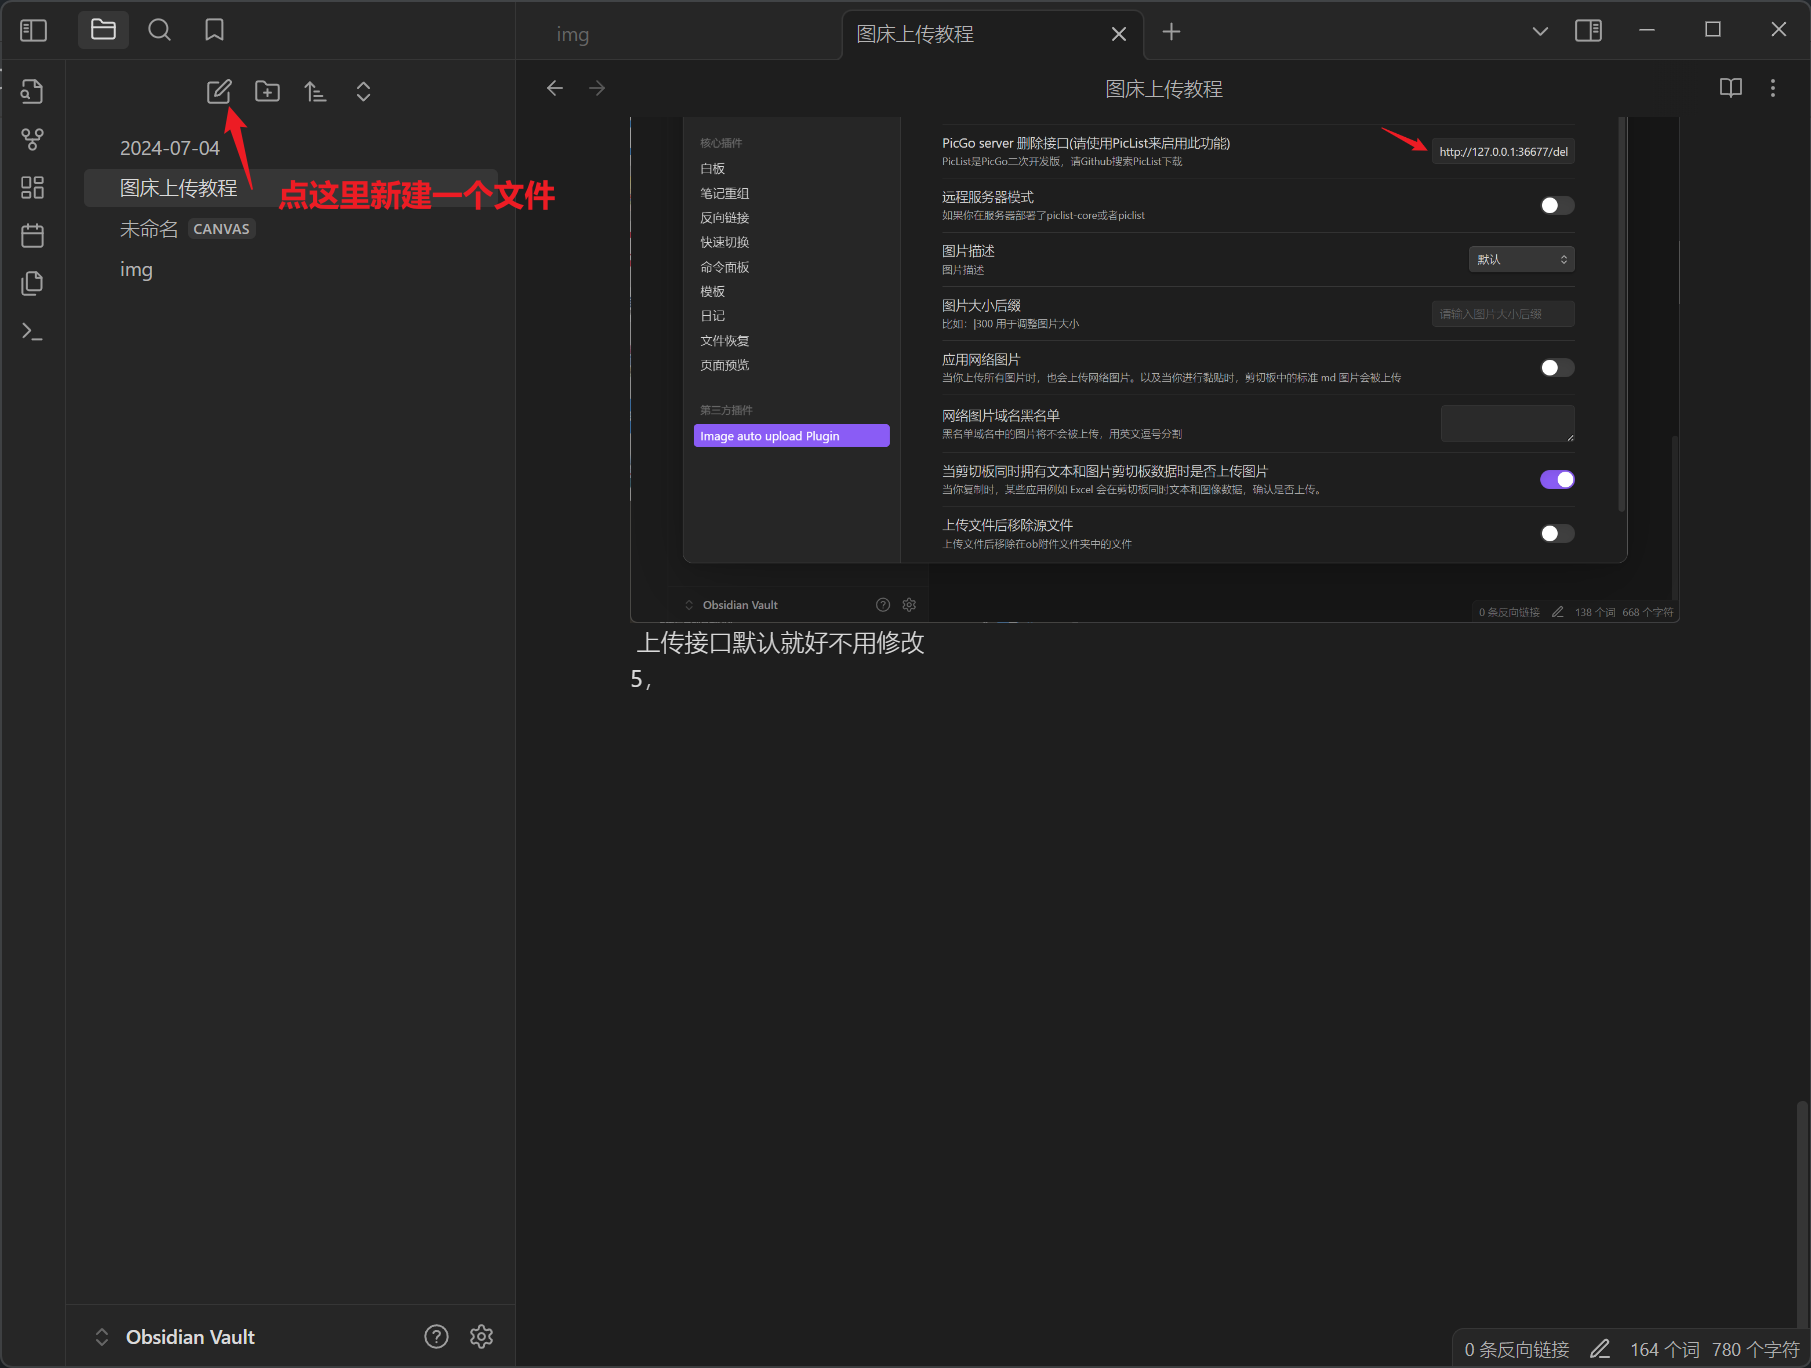 img
图床上传教程
图床上传教程
2024-07-04
图床上传教程
点这里新建一个文件
未命名 CANVAS
img
核心插件
白板
笔记重组
反向链接
快速切换
命令面板
模板
日记
文件恢复
页面预览
第三方插件
Image auto upload Plugin
PicGo server 删除接口(请使用PicList来启用此功能)
PicList是PicGo二次开发版，请Github搜索PicList下载
http://127.0.0.1:36677/del
远程服务器模式
如果你在服务器部署了piclist-core或者piclist
图片描述
图片描述
默认
图片大小后缀
比如：|300 用于调整图片大小
请输入图片大小后缀
应用网络图片
当你上传所有图片时，也会上传网络图片。以及当你进行黏贴时，剪切板中的标准 md 图片会被上传
网络图片域名黑名单
黑名单域名中的图片将不会被上传，用英文逗号分割
当剪切板同时拥有文本和图片剪切板数据时是否上传图片
当你复制时，某些应用例如 Excel 会在剪切板同时文本和图像数据，确认是否上传。
上传文件后移除源文件
上传文件后移除在ob附件文件夹中的文件
Obsidian Vault
0 条反向链接 138 个词 668 个字符
上传接口默认就好不用修改
5，
Obsidian Vault
0 条反向链接 164 个词 780 个字符